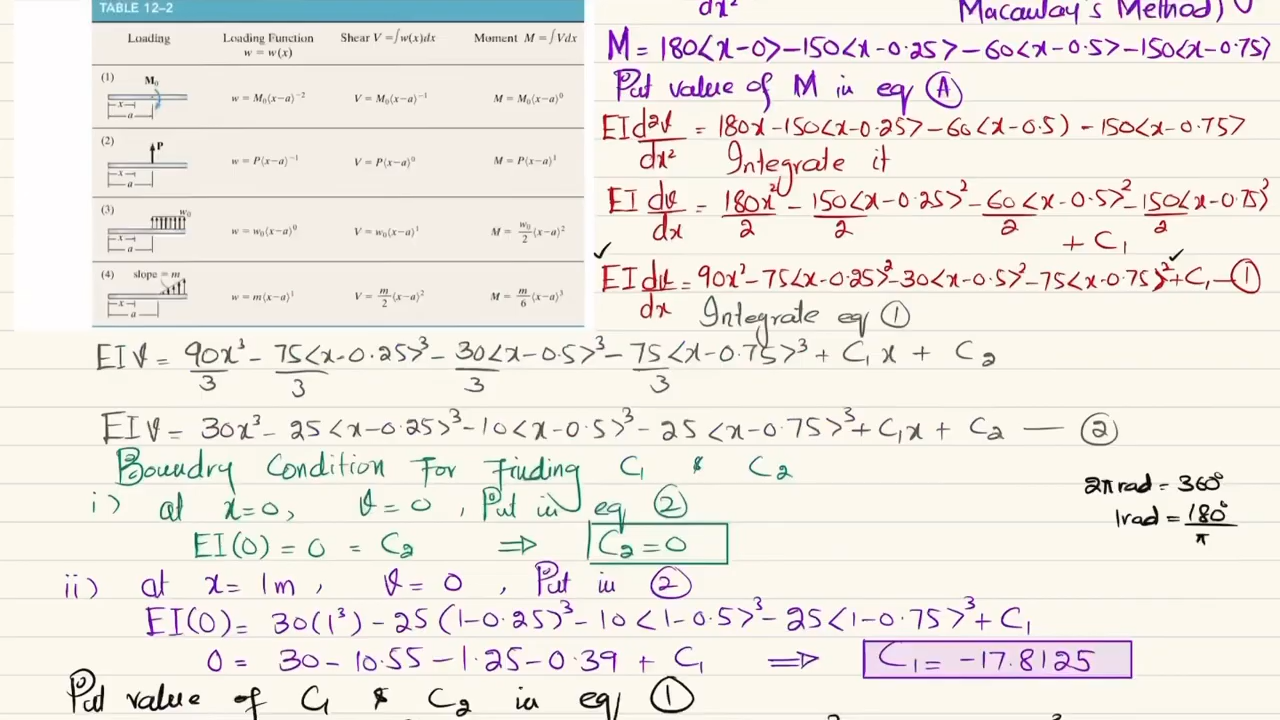 TABLE 12–2
Loading Loading Function w = w(x) Shear V = ∫w(x)dx Moment M = ∫Vdx
(1) M₀ x a w = M₀⟨x−a⟩⁻² V = M₀⟨x−a⟩⁻¹ M = M₀⟨x−a⟩⁰
(2) P x a w = P⟨x−a⟩⁻¹ V = P⟨x−a⟩⁰ M = P⟨x−a⟩¹
(3) w₀ x a w = w₀⟨x−a⟩⁰ V = w₀⟨x−a⟩¹ M = w₀/2⟨x−a⟩²
(4) slope = m x a w = m⟨x−a⟩¹ V = m/2⟨x−a⟩² M = m/6⟨x−a⟩³
dx² Macaulay's Method)
M = 180<x-0> - 150<x-0.25> - 60<x-0.5> - 150<x-0.75>
Put value of M in eq Ⓐ
EI d²v/dx² = 180x - 150<x-0.25> - 60<x-0.5) - 150<x-0.75>
Integrate it
EI dv/dx = 180x²/2 - 150<x-0.25>²/2 - 60<x-0.5>²/2 - 150<x-0.75)³/2
+ C₁
EI dv/dx = 90x² - 75<x-0.25>² - 30<x-0.5>² - 75<x-0.75>² + C₁ — ①
Integrate eq ①
EIv = 90x³/3 - 75<x-0.25>³/3 - 30<x-0.5>³/3 - 75<x-0.75>³/3 + C₁x + C₂
EIv = 30x³ - 25<x-0.25>³ - 10<x-0.5>³ - 25<x-0.75>³ + C₁x + C₂ — ②
Boundry Condition For Finding C₁ & C₂
i) at x=0, v=0, Put in eq ②
EI(0) = 0 = C₂ ⇒ C₂ = 0
2π rad = 360°
1 rad = 180°/π
ii) at x = 1m, v = 0, Put in ②
EI(0) = 30(1³) - 25(1-0.25)³ - 10<1-0.5>³ - 25<1-0.75>³ + C₁
0 = 30 - 10.55 - 1.25 - 0.39 + C₁ ⇒ C₁ = -17.8125
Put value of C₁ & C₂ in eq ①